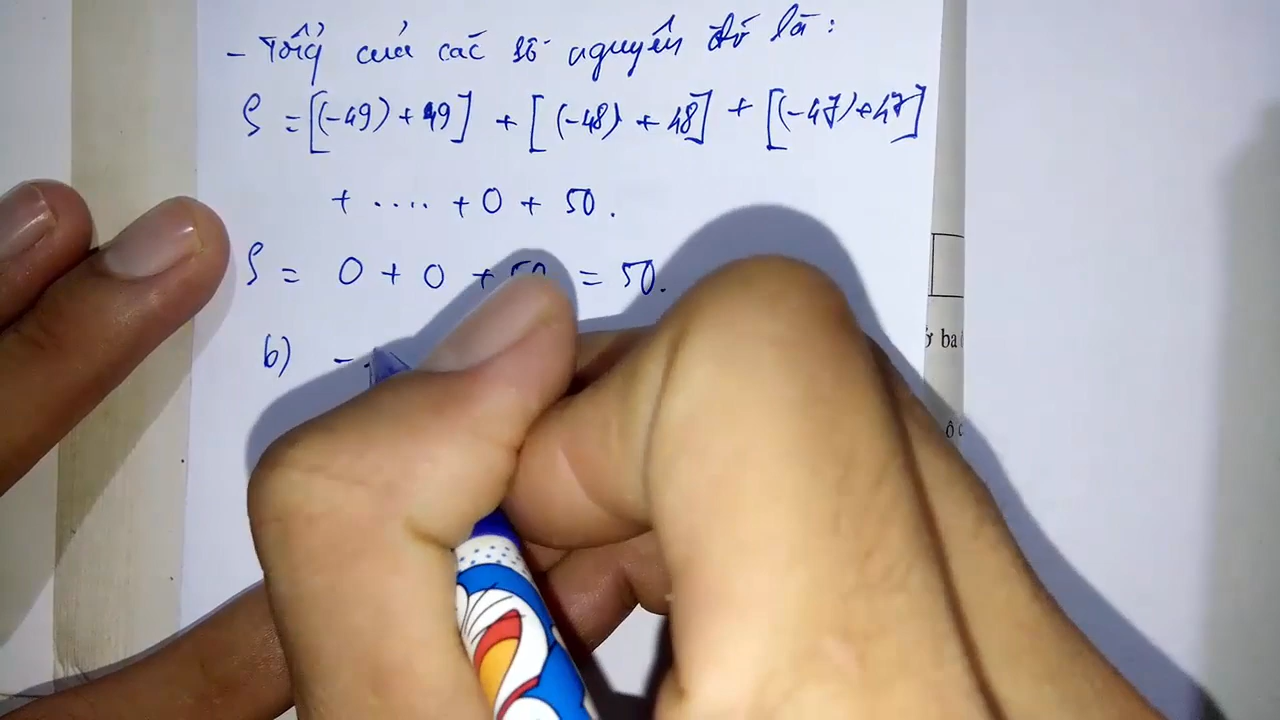 - Tổng của các số nguyên đó là:
S = [(-49) + 49] + [(-48) + 48] + [(-47) + 47]
+ .... + 0 + 50.
S = 0 + 0 + 50 = 50.
b) -
ba
ô